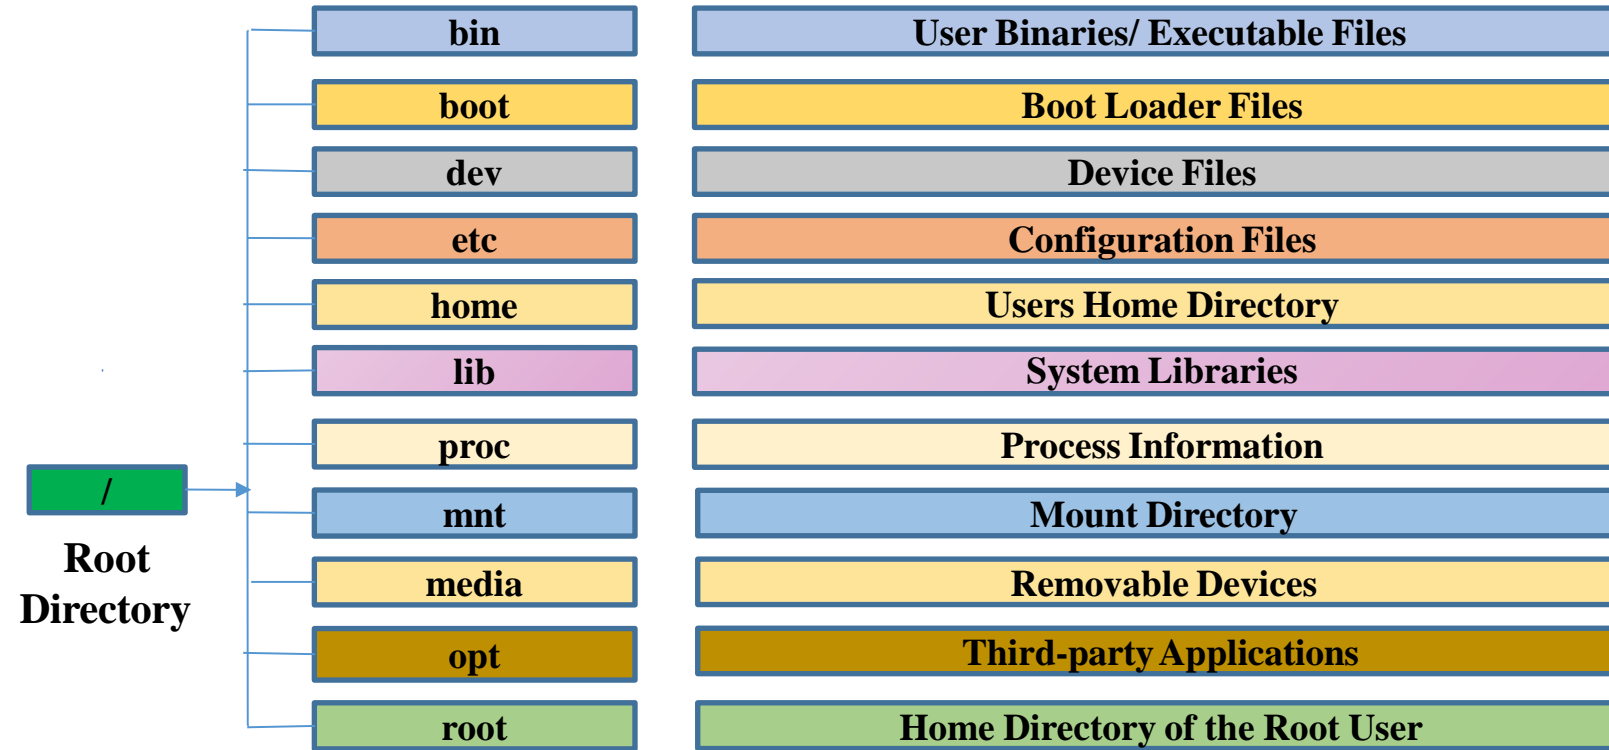 bin User Binaries/ Executable Files
boot Boot Loader Files
dev Device Files
etc Configuration Files
home Users Home Directory
lib System Libraries
proc Process Information
/
mnt Mount Directory
Root
Directory
media Removable Devices
opt Third-party Applications
root Home Directory of the Root User